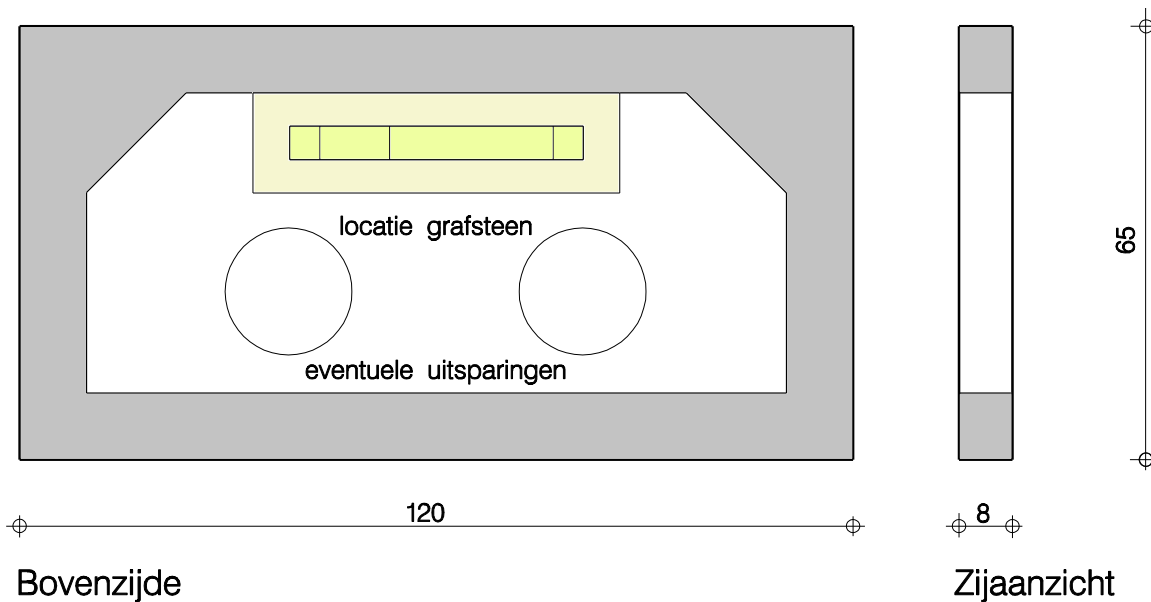 locatie grafsteen
eventuele uitsparingen
65
120
8
Bovenzijde
Zijaanzicht